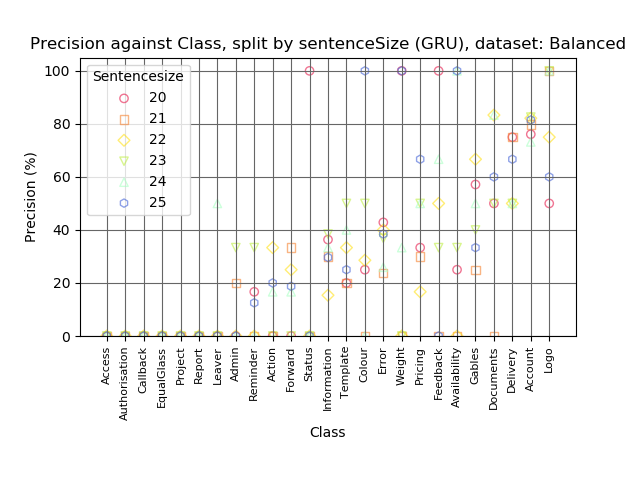 Precision against Class, split by sentenceSize (GRU), dataset: Balanced
Precision (%)
100
80
60
40
20
0
Sentencesize
20
21
22
23
24
25
Access
Authorisation
Callback
EqualGlass
Project
Report
Leaver
Admin
Reminder
Action
Forward
Status
Information
Template
Colour
Error
Weight
Pricing
Feedback
Availability
Gables
Documents
Delivery
Account
Logo
Class